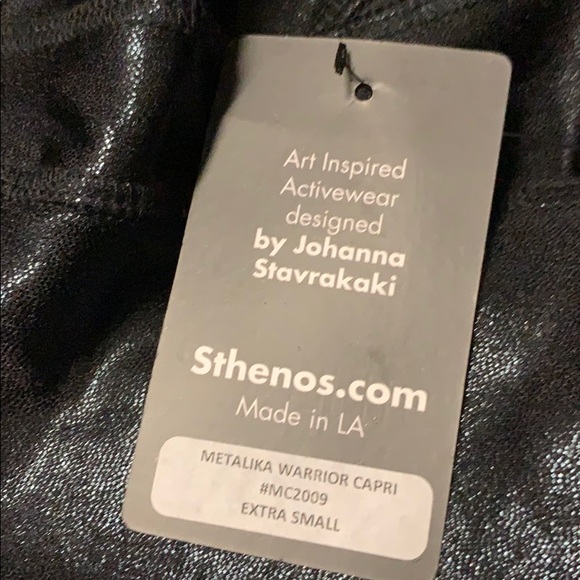 Art Inspired
Activewear
designed
by Johanna
Stavrakaki
Sthenos.com
Made in LA
METALIKA WARRIOR CAPRI
#MC2009
EXTRA SMALL